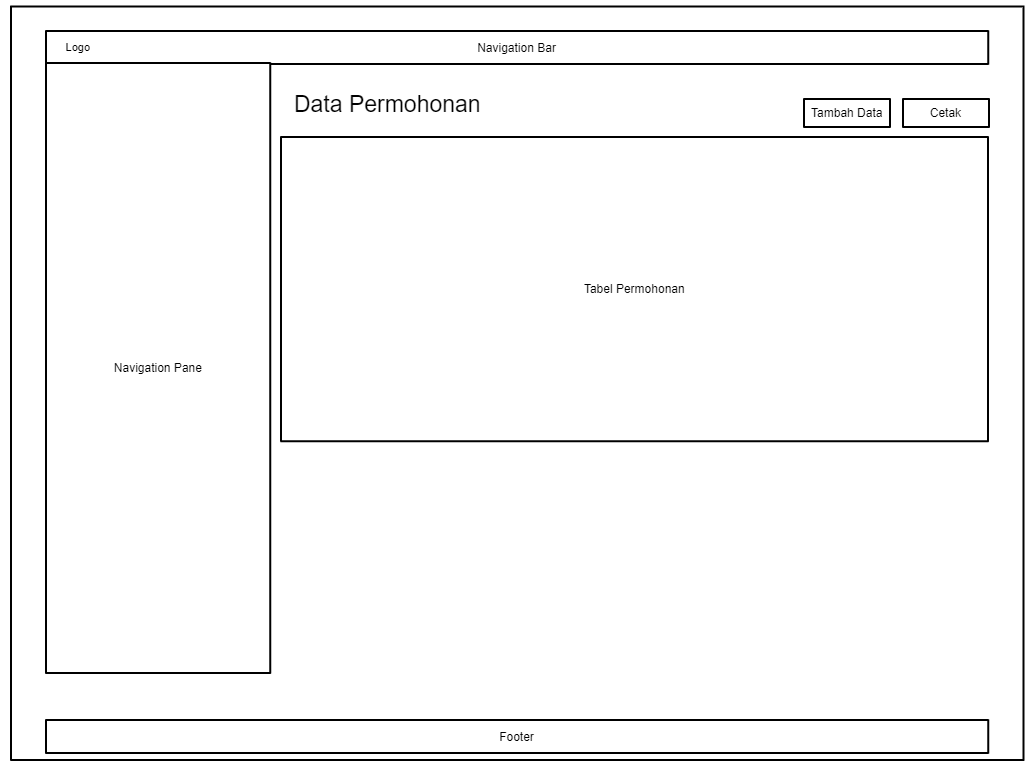 Logo
Navigation Bar
Data Permohonan
Tambah Data
Cetak
Tabel Permohonan
Navigation Pane
Footer